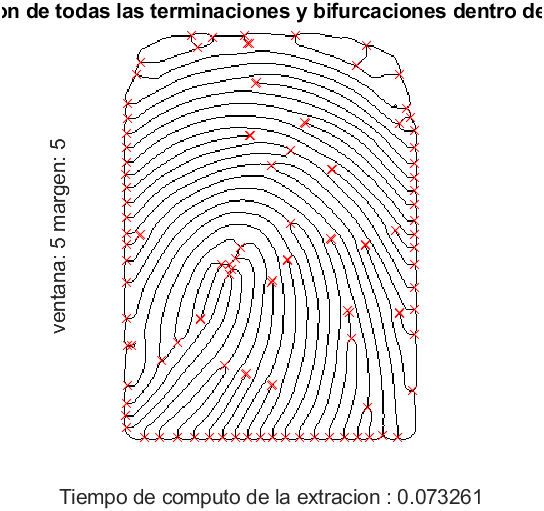 on de todas las terminaciones y bifurcaciones dentro de
ventana: 5 margen: 5
Tiempo de computo de la extracion : 0.073261